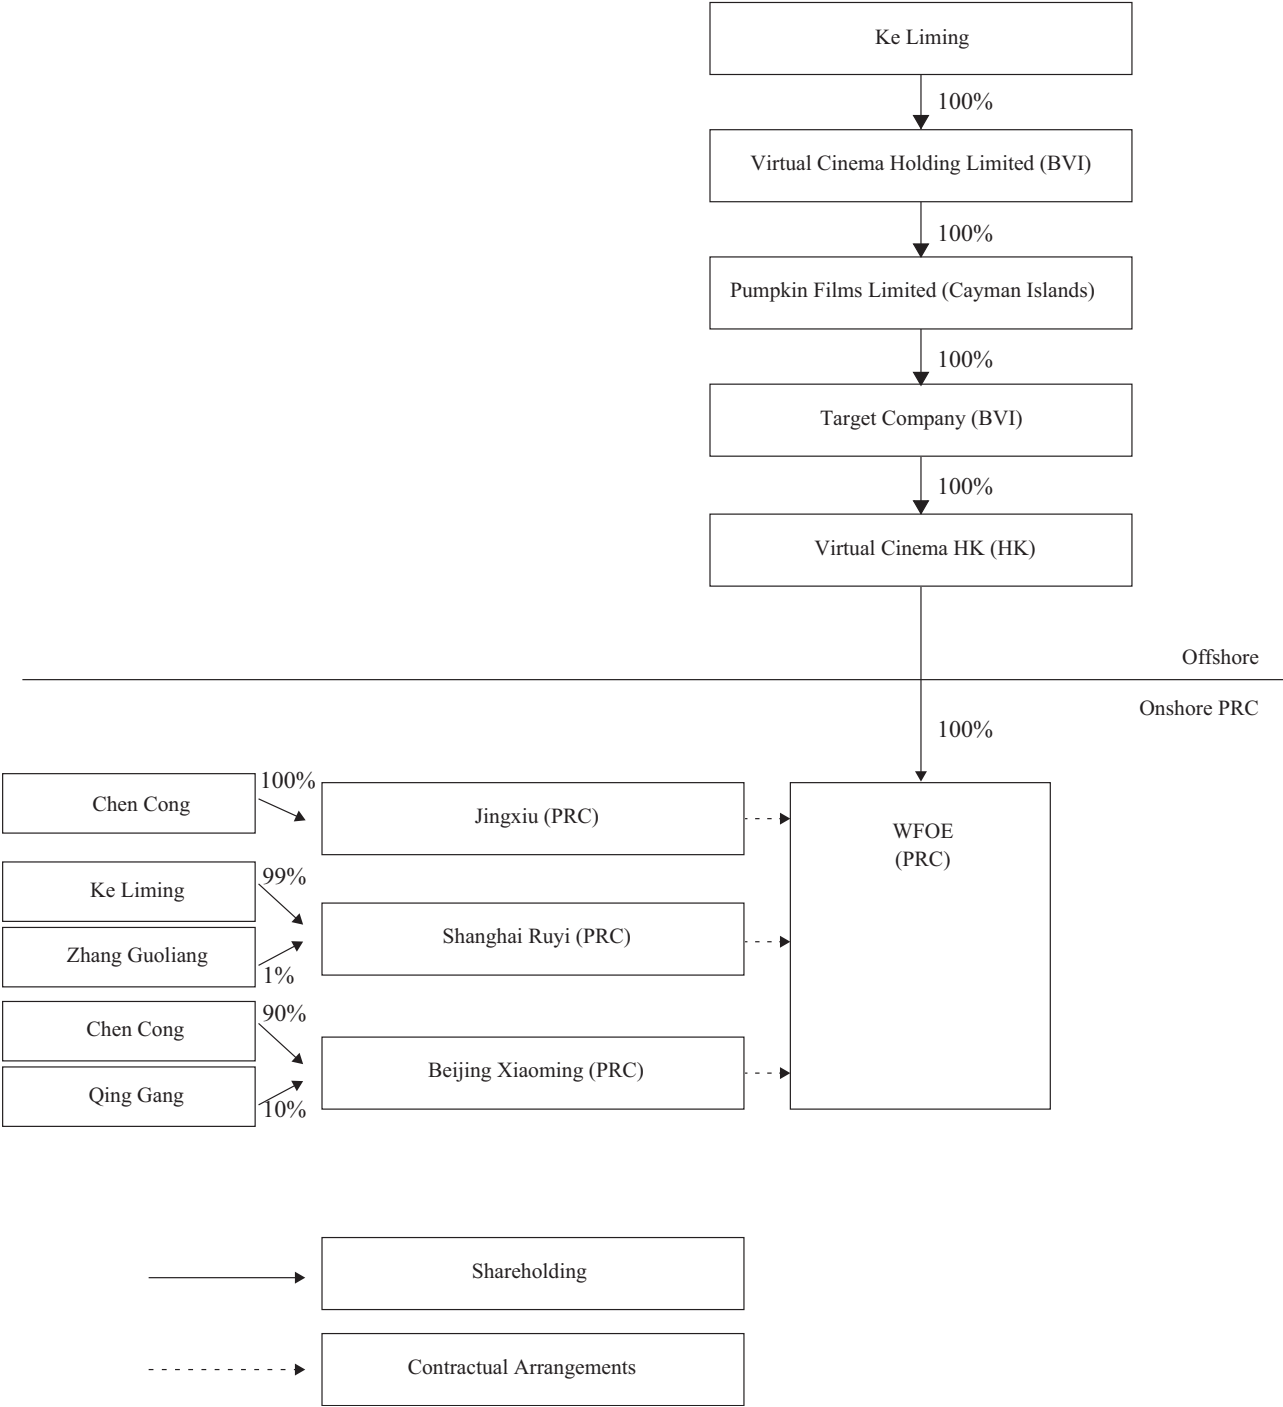 Ke Liming
100%
Virtual Cinema Holding Limited (BVI)
100%
Pumpkin Films Limited (Cayman Islands)
100%
Target Company (BVI)
100%
Virtual Cinema HK (HK)
Offshore
Onshore PRC
100%
Chen Cong
100%
Jingxiu (PRC)
WFOE
(PRC)
Ke Liming
99%
Zhang Guoliang
1%
Shanghai Ruyi (PRC)
Chen Cong
90%
Qing Gang
10%
Beijing Xiaoming (PRC)
Shareholding
Contractual Arrangements